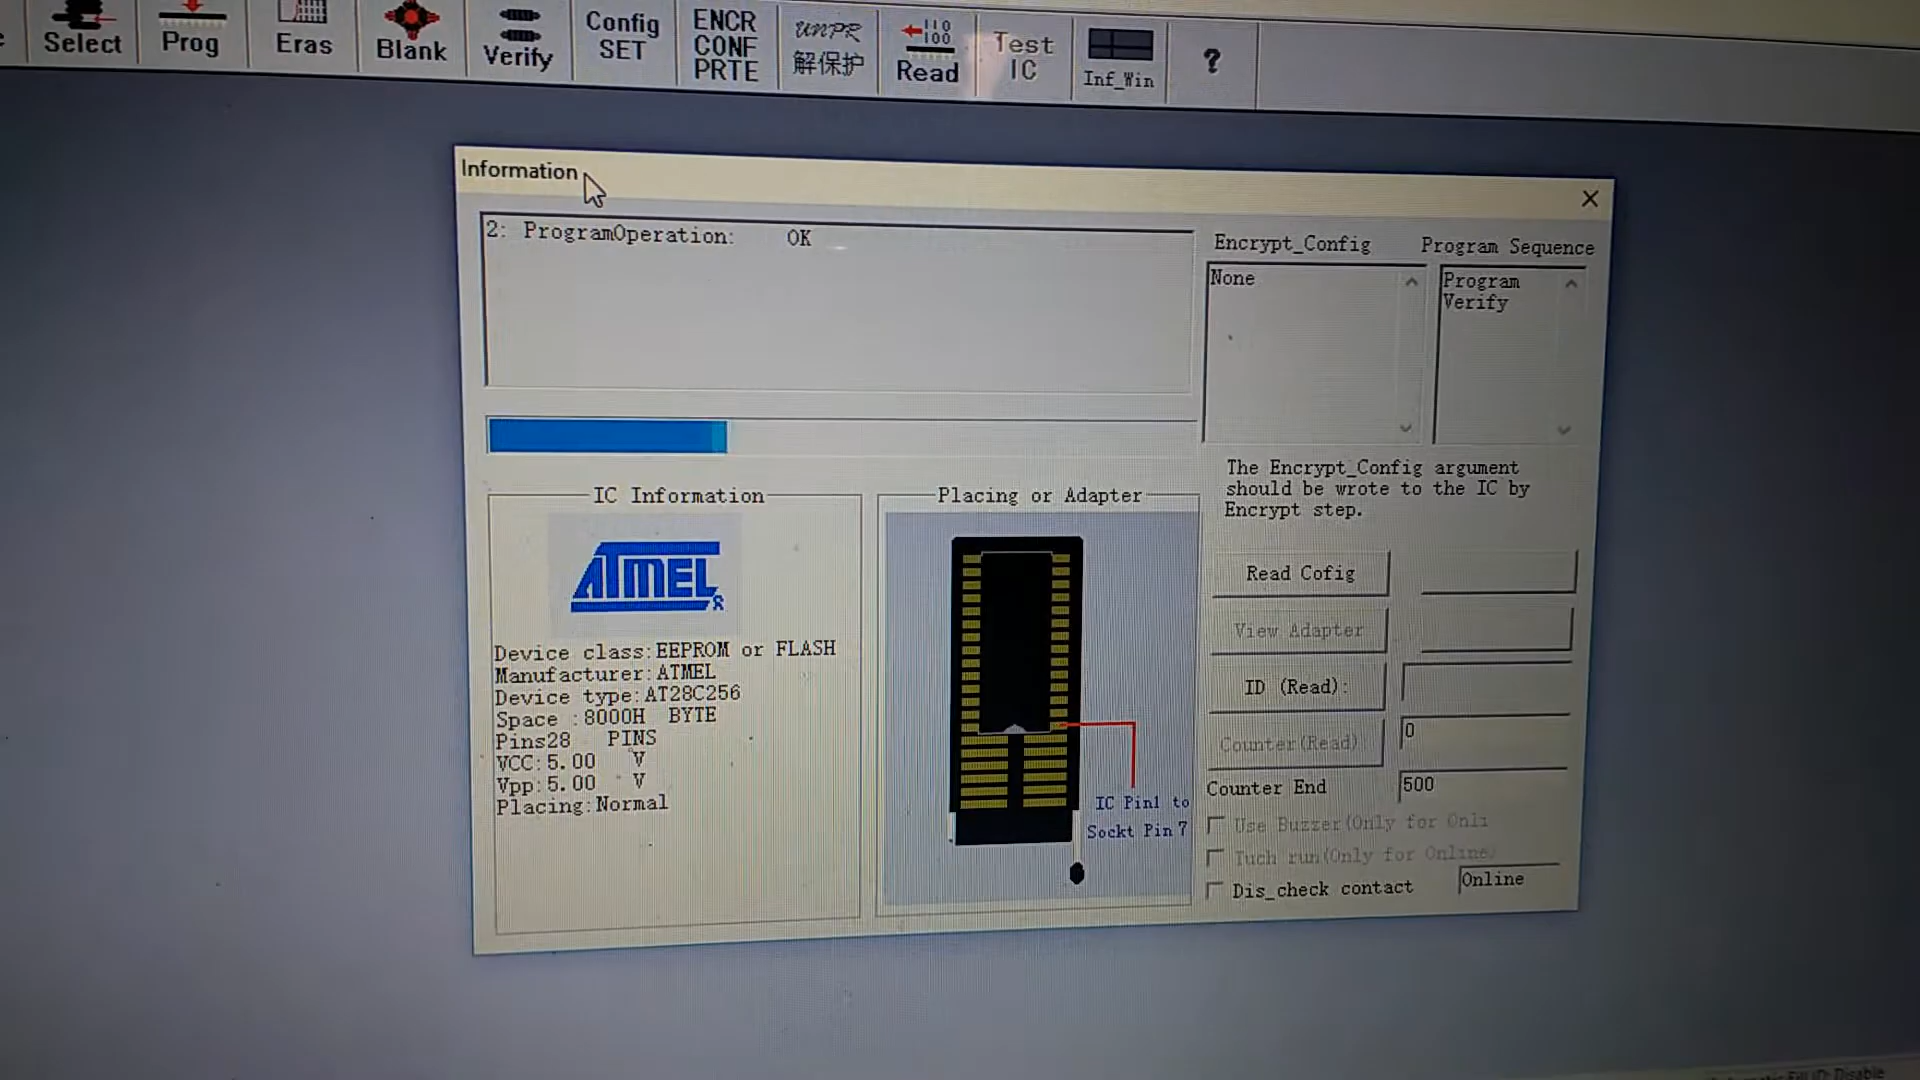 Select
Prog
Eras
Blank
Verify
Config
SET
ENCR
CONF
PRTE
UNPR
解保护
110
100
Read
Test
IC
Inf_Win
?
Information
2: ProgramOperation: OK
Encrypt_Config
None
Program Sequence
Program
Verify
The Encrypt_Config argument
should be wrote to the IC by
Encrypt step.
IC Information
ATMEL
R
Device class:EEPROM or FLASH
Manufacturer:ATMEL
Device type:AT28C256
Space :8000H BYTE
Pins28 PINS
VCC:5.00 V
Vpp:5.00 V
Placing:Normal
Placing or Adapter
IC Pin1 to
Sockt Pin 7
Read Cofig
View Adapter
ID (Read):
Counter(Read)
0
Counter End
500
Use Buzzer(Only for Onli
Tuch run(Only for Online)
Dis_check contact
Online
Disable